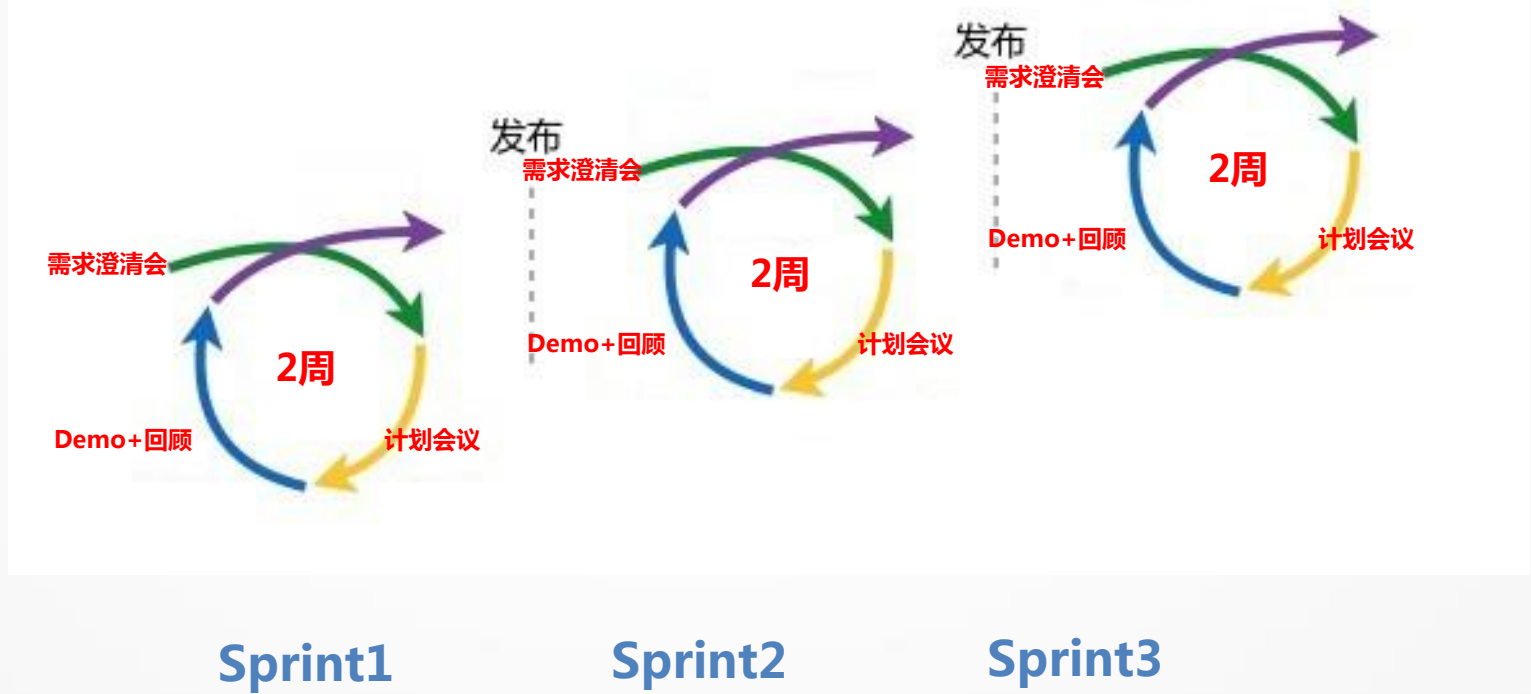 发布
需求澄清会
2周
Demo+回顾
计划会议
发布
需求澄清会
2周
Demo+回顾
计划会议
需求澄清会
2周
Demo+回顾
计划会议
Sprint1
Sprint2
Sprint3